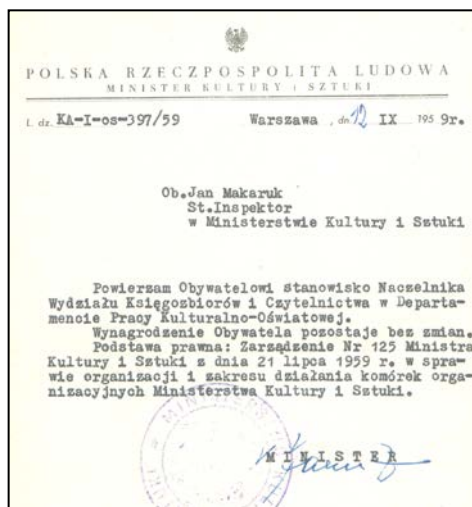 POLSKA RZECZPOSPOLITA LUDOWA
MINISTER KULTURY i SZTUKI
L. dz. KA-I-os-397/59 Warszawa , dn. 12 IX 195 9r.
Ob.Jan Makaruk
St.Inspektor
w Ministerstwie Kultury i Sztuki
Powierzam Obywatelowi stanowisko Naczelnika
Wydziału Księgozbiorów i Czytelnictwa w Departa-
mencie Pracy Kulturalno-Oświatowej.
Wynagrodzenie Obywatela pozostaje bez zmian.
Podstawa prawna: Zarządzenie Nr 125 Ministra
Kultury i Sztuki z dnia 21 lipca 1959 r. w spra-
wie organizacji i zakresu działania komórek orga-
nizacyjnych Ministerstwa Kultury i Sztuki.
MINISTER